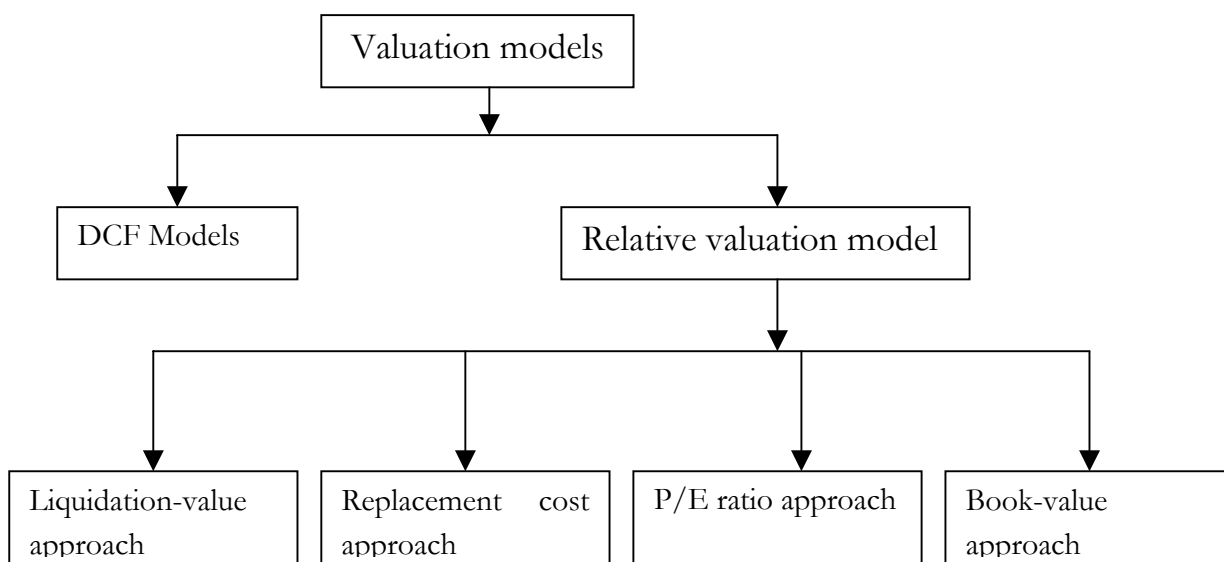 Valuation models
DCF Models
Relative valuation model
Liquidation-value
approach
Replacement cost
approach
P/E ratio approach
Book-value
approach